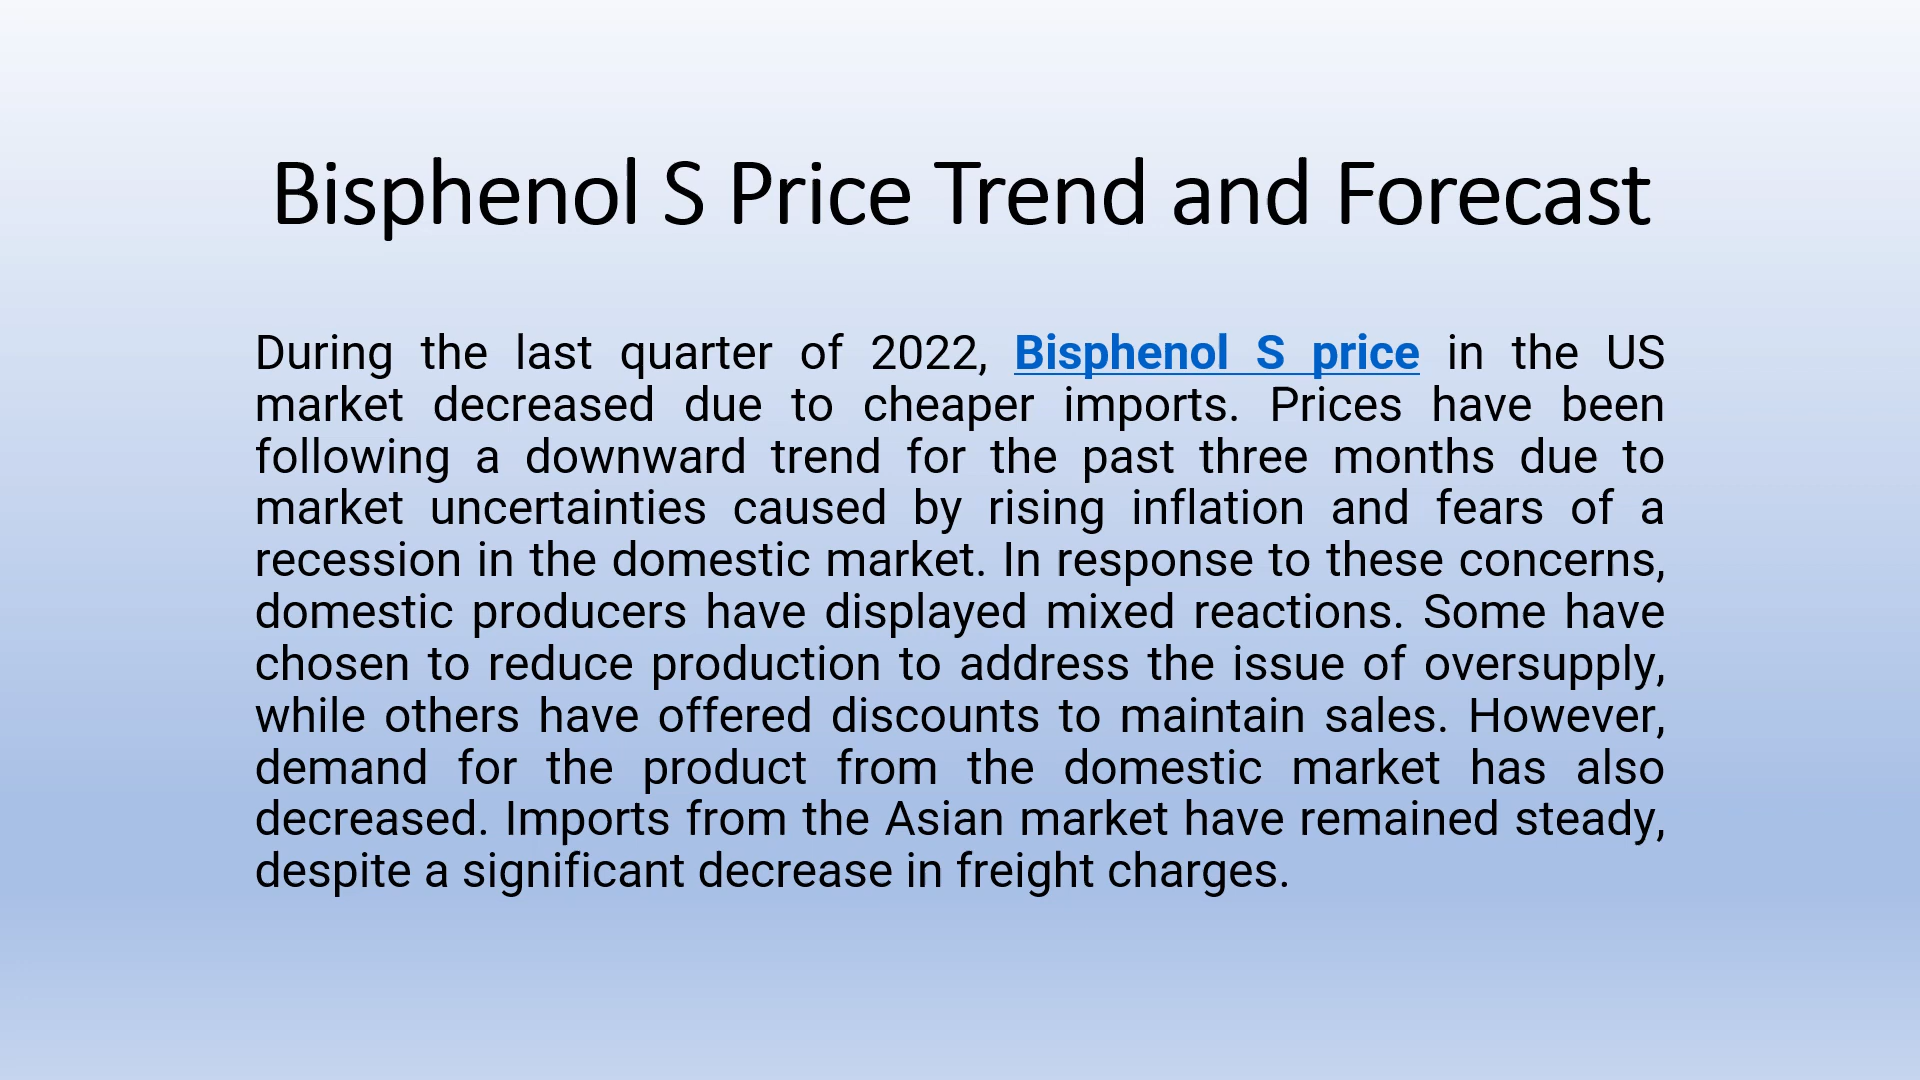 Bisphenol S Price Trend and Forecast
During the last quarter of 2022, Bisphenol S price in the US
market decreased due to cheaper imports. Prices have been
following a downward trend for the past three months due to
market uncertainties caused by rising inflation and fears of a
recession in the domestic market. In response to these concerns,
domestic producers have displayed mixed reactions. Some have
chosen to reduce production to address the issue of oversupply,
while others have offered discounts to maintain sales. However,
demand for the product from the domestic market has also
decreased. Imports from the Asian market have remained steady,
despite a significant decrease in freight charges.